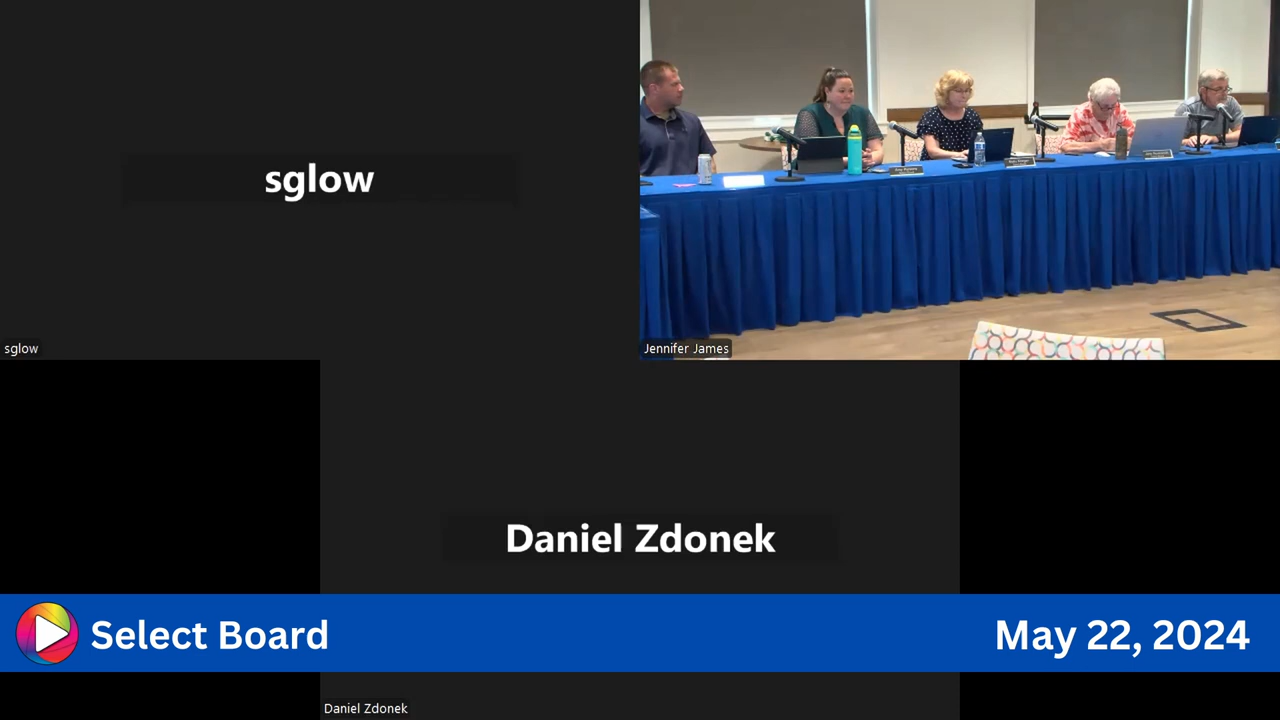 sglow
sglow
Jennifer James
Daniel Zdonek
Select Board
May 22, 2024
Daniel Zdonek